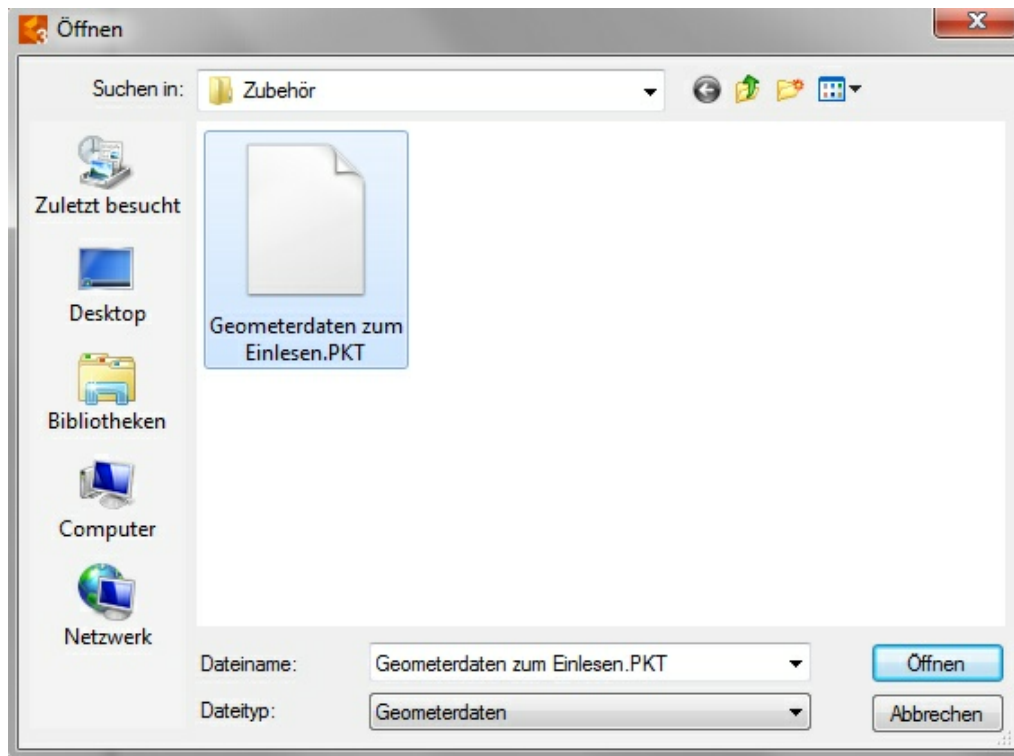 Öffnen
Suchen in:
Zubehör
Zuletzt besucht
Desktop
Bibliotheken
Computer
Netzwerk
Geometerdaten zum
Einlesen.PKT
Dateiname:
Geometerdaten zum Einlesen.PKT
Öffnen
Dateityp:
Geometerdaten
Abbrechen